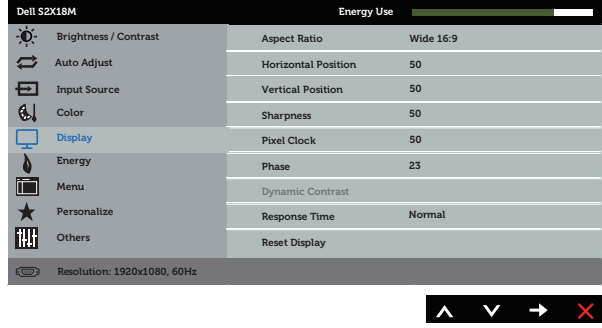 Dell S2X18M Energy Use
Brightness / Contrast Aspect Ratio Wide 16:9
Auto Adjust Horizontal Position 50
Input Source Vertical Position 50
Color Sharpness 50
Display Pixel Clock 50
Energy Phase 23
Menu Dynamic Contrast
Personalize Response Time Normal
Others Reset Display
Resolution: 1920x1080, 60Hz